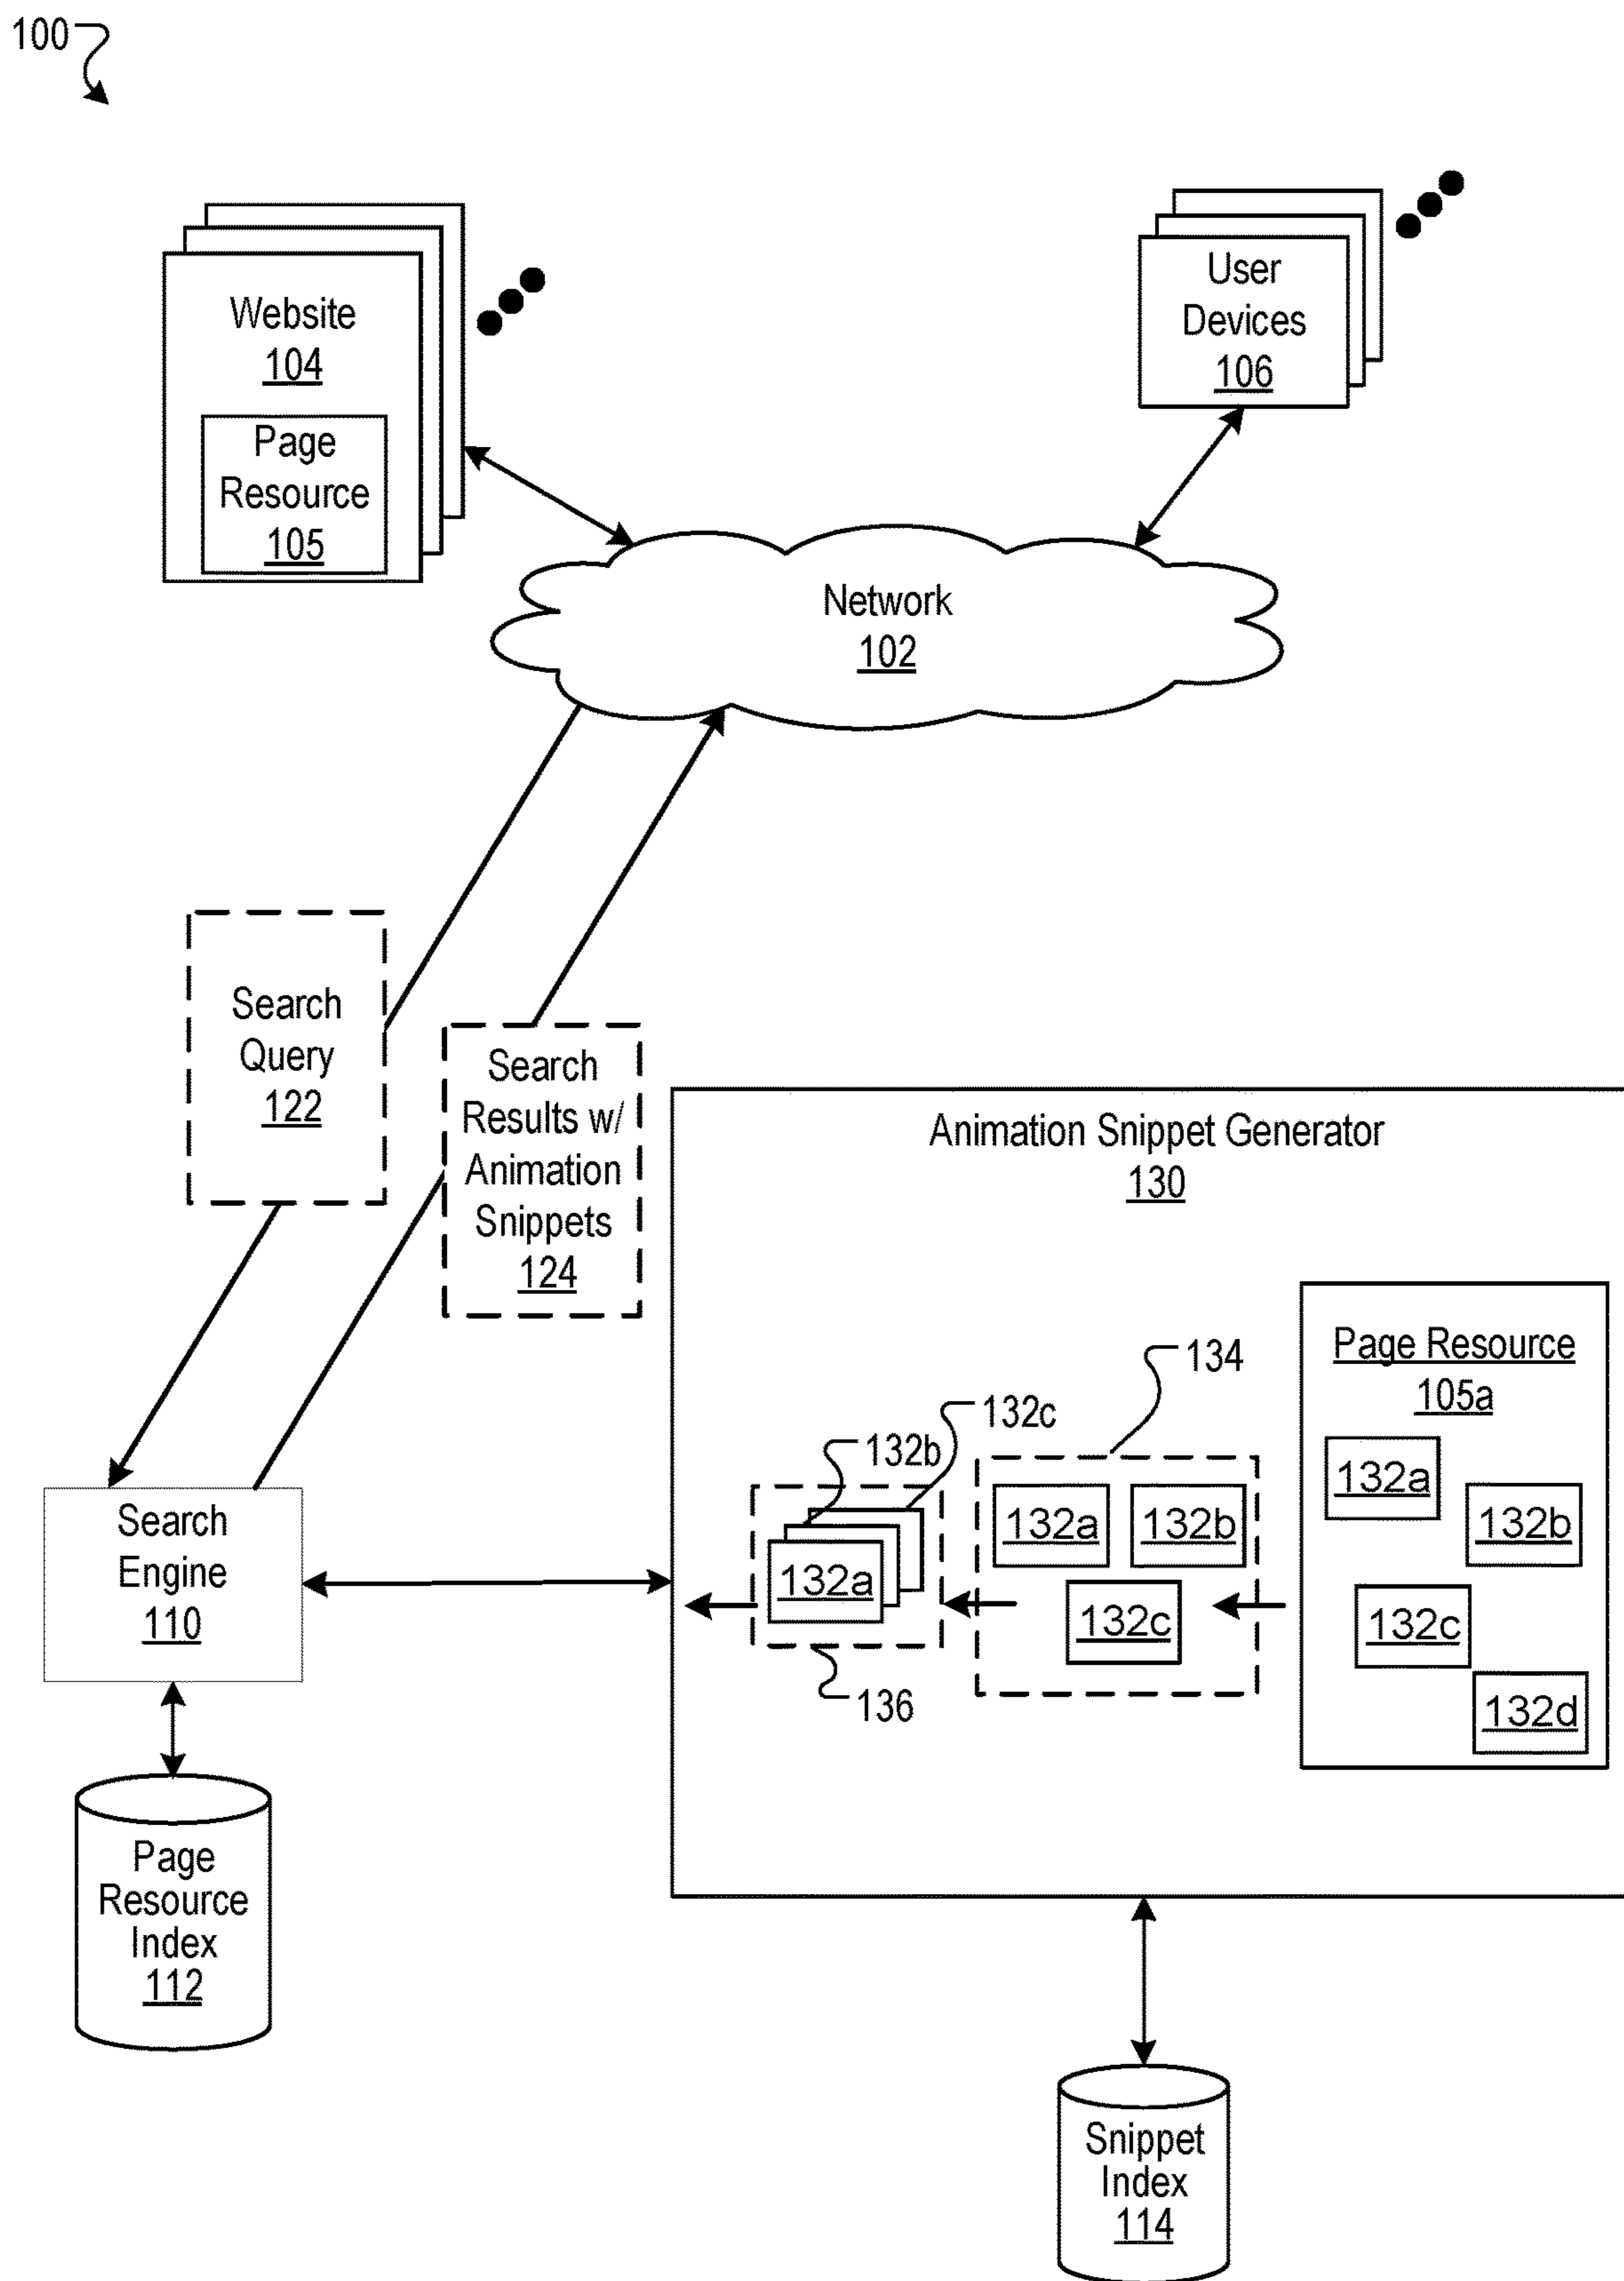 100
Website
104
Page
Resource
105
User
Devices
106
Network
102
Search
Query
122
Search
Results w/
Animation
Snippets
124
Animation Snippet Generator
130
Page Resource
105a
132a
132b
132c
132d
134
132a
132b
132c
132c
132b
132a
136
Search
Engine
110
Page
Resource
Index
112
Snippet
Index
114